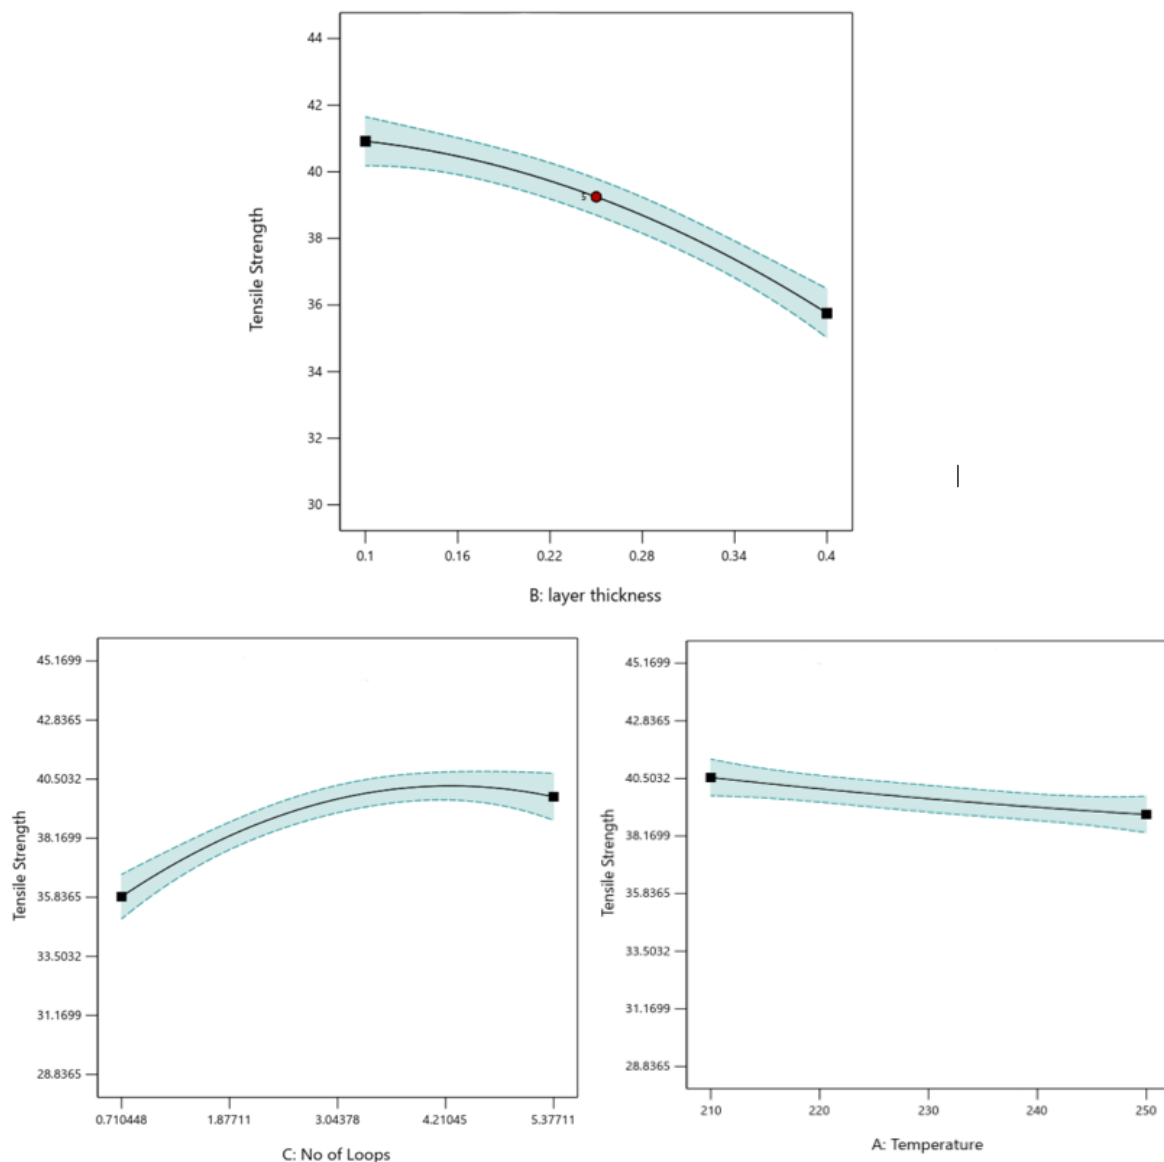 44
42
40
38
36
34
32
30
Tensile Strength
5
0.1 0.16 0.22 0.28 0.34 0.4
B: layer thickness
45.1699
42.8365
40.5032
38.1699
35.8365
33.5032
31.1699
28.8365
Tensile Strength
0.710448 1.87711 3.04378 4.21045 5.37711
C: No of Loops
45.1699
42.8365
40.5032
38.1699
35.8365
33.5032
31.1699
28.8365
Tensile Strength
210 220 230 240 250
A: Temperature